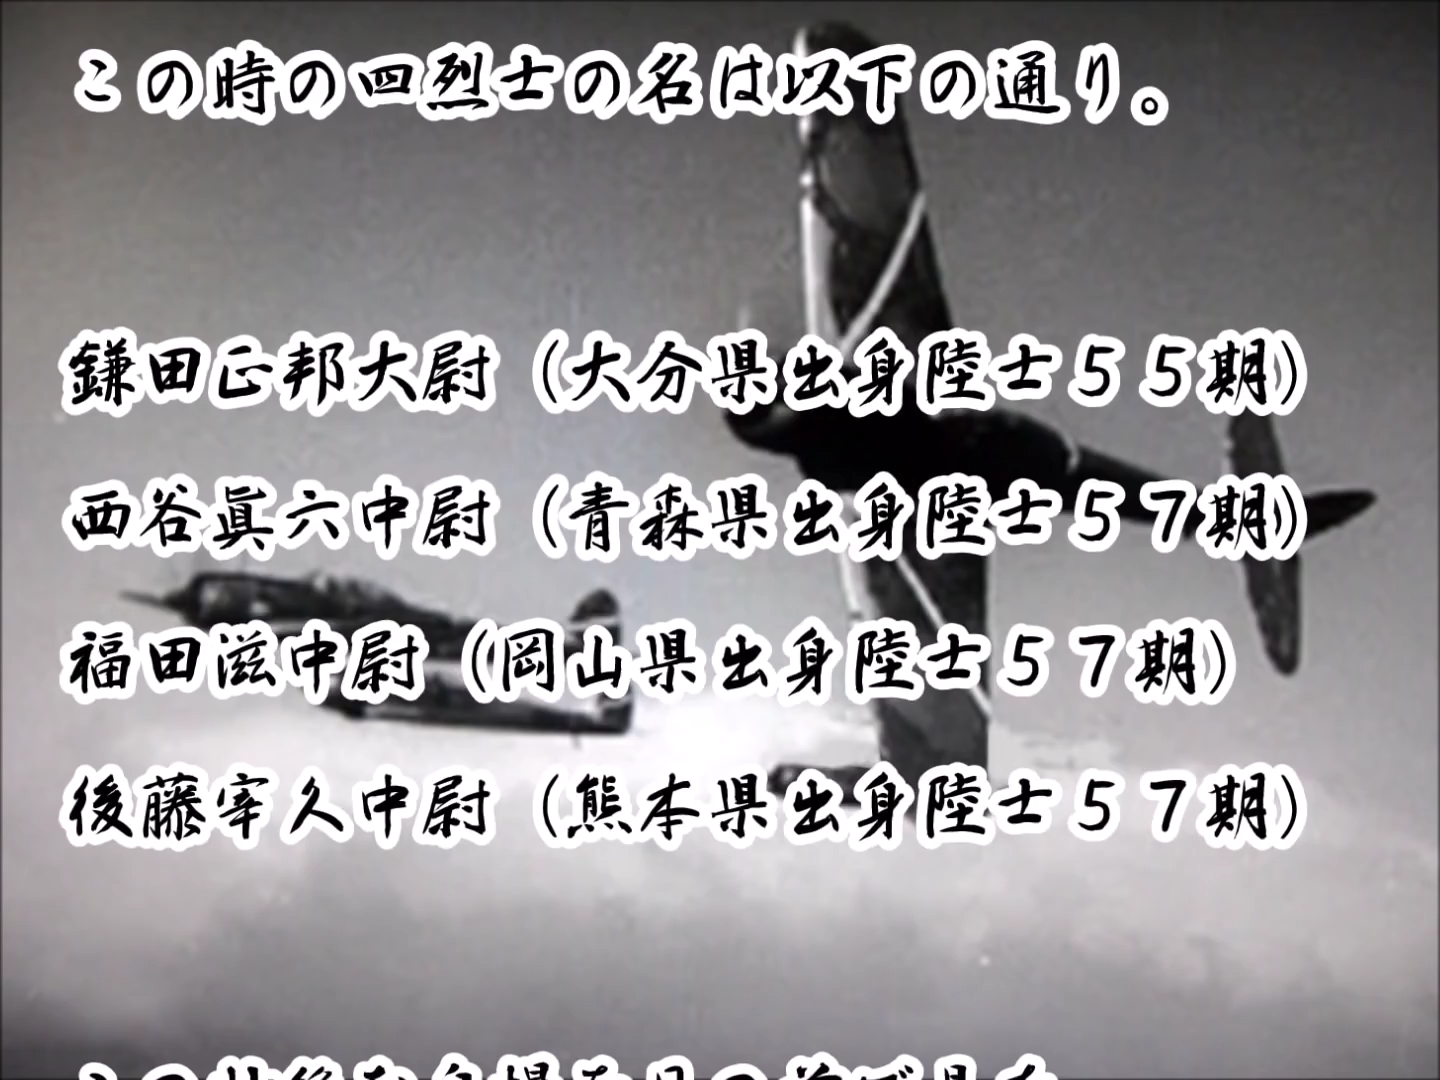 この時の四烈士の名は以下の通り。
鎌田正邦大尉（大分県出身陸士５５期）
西谷眞六中尉（青森県出身陸士５７期）
福田滋中尉（岡山県出身陸士５７期）
後藤宰久中尉（熊本県出身陸士５７期）